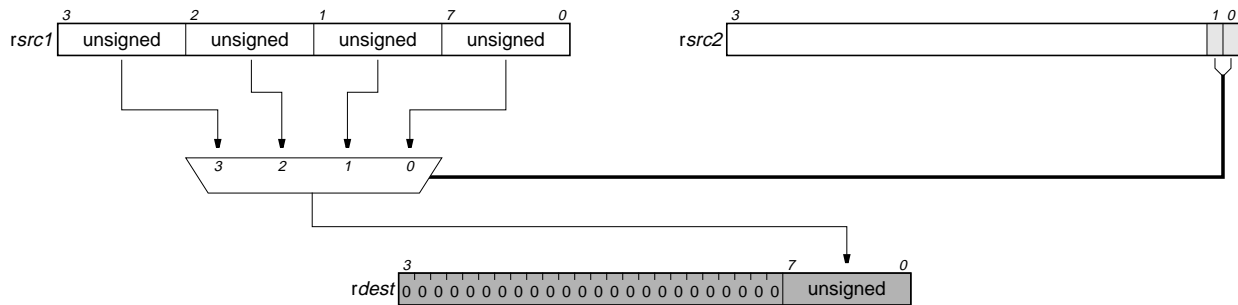 3 2 1 7 0 3 1 0
rsrc1 unsigned unsigned unsigned unsigned rsrc2
3 2 1 0
3 7 0
rdest 0 0 0 0 0 0 0 0 0 0 0 0 0 0 0 0 0 0 0 0 0 0 0 0 unsigned